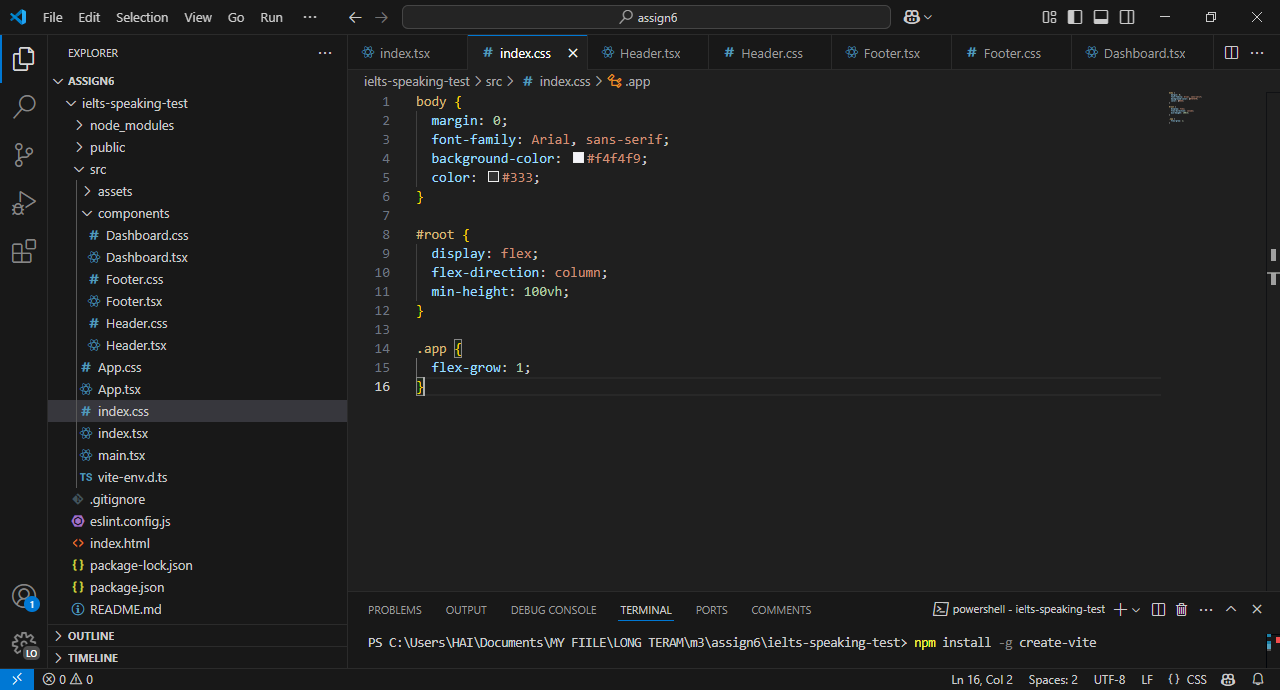 File Edit Selection View Go Run ··· assign6
EXPLORER ···
ASSIGN6
ielts-speaking-test
node_modules
public
src
assets
components
# Dashboard.css
Dashboard.tsx
# Footer.css
Footer.tsx
# Header.css
Header.tsx
# App.css
App.tsx
# index.css
index.tsx
main.tsx
TS vite-env.d.ts
.gitignore
eslint.config.js
<> index.html
{} package-lock.json
{} package.json
README.md
OUTLINE
TIMELINE
1
LO
index.tsx # index.css Header.tsx # Header.css Footer.tsx # Footer.css Dashboard.tsx ···
ielts-speaking-test > src > # index.css > .app
1 body {
2 margin: 0;
3 font-family: Arial, sans-serif;
4 background-color: #f4f4f9;
5 color: #333;
6 }
7
8 #root {
9 display: flex;
10 flex-direction: column;
11 min-height: 100vh;
12 }
13
14 .app {
15 flex-grow: 1;
16 }
PROBLEMS OUTPUT DEBUG CONSOLE TERMINAL PORTS COMMENTS powershell - ielts-speaking-test ···
PS C:\Users\HAI\Documents\MY FIILE\LONG TERAM\m3\assign6\ielts-speaking-test> npm install -g create-vite
0 0 Ln 16, Col 2 Spaces: 2 UTF-8 LF {} CSS